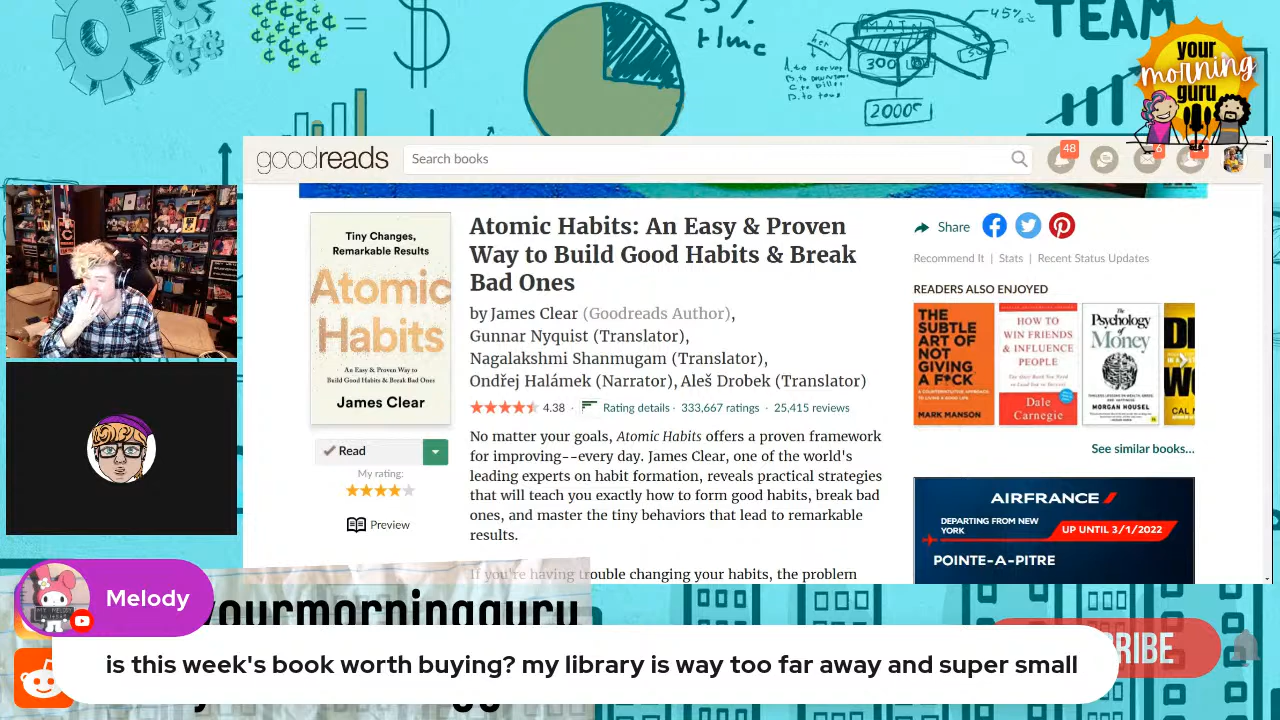 25%
time
45%
TEAM
MATH
300
2000
your
morning
guru
goodreads
Search books
48
6
Tiny Changes,
Remarkable Results
Atomic
Habits
An Easy & Proven Way to
Build Good Habits & Break Bad Ones
James Clear
Read
My rating:
Preview
Atomic Habits: An Easy & Proven
Way to Build Good Habits & Break
Bad Ones
by James Clear (Goodreads Author),
Gunnar Nyquist (Translator),
Nagalakshmi Shanmugam (Translator),
Ondřej Halámek (Narrator), Aleš Drobek (Translator)
4.38 · Rating details · 333,667 ratings · 25,415 reviews
No matter your goals, Atomic Habits offers a proven framework
for improving--every day. James Clear, one of the world's
leading experts on habit formation, reveals practical strategies
that will teach you exactly how to form good habits, break bad
ones, and master the tiny behaviors that lead to remarkable
results.
If you're having trouble changing your habits, the problem
Share
Recommend It | Stats | Recent Status Updates
READERS ALSO ENJOYED
THE
SUBTLE
ART OF
NOT
GIVING
A F*CK
MARK MANSON
HOW TO
WIN FRIENDS
& INFLUENCE
PEOPLE
Dale
Carnegie
The
Psychology
of Money
MORGAN HOUSEL
CAL
See similar books...
AIRFRANCE
DEPARTING FROM NEW
YORK
UP UNTIL 3/1/2022
POINTE-A-PITRE
Melody
yourmorningguru
is this week's book worth buying? my library is way too far away and super small
RIBE